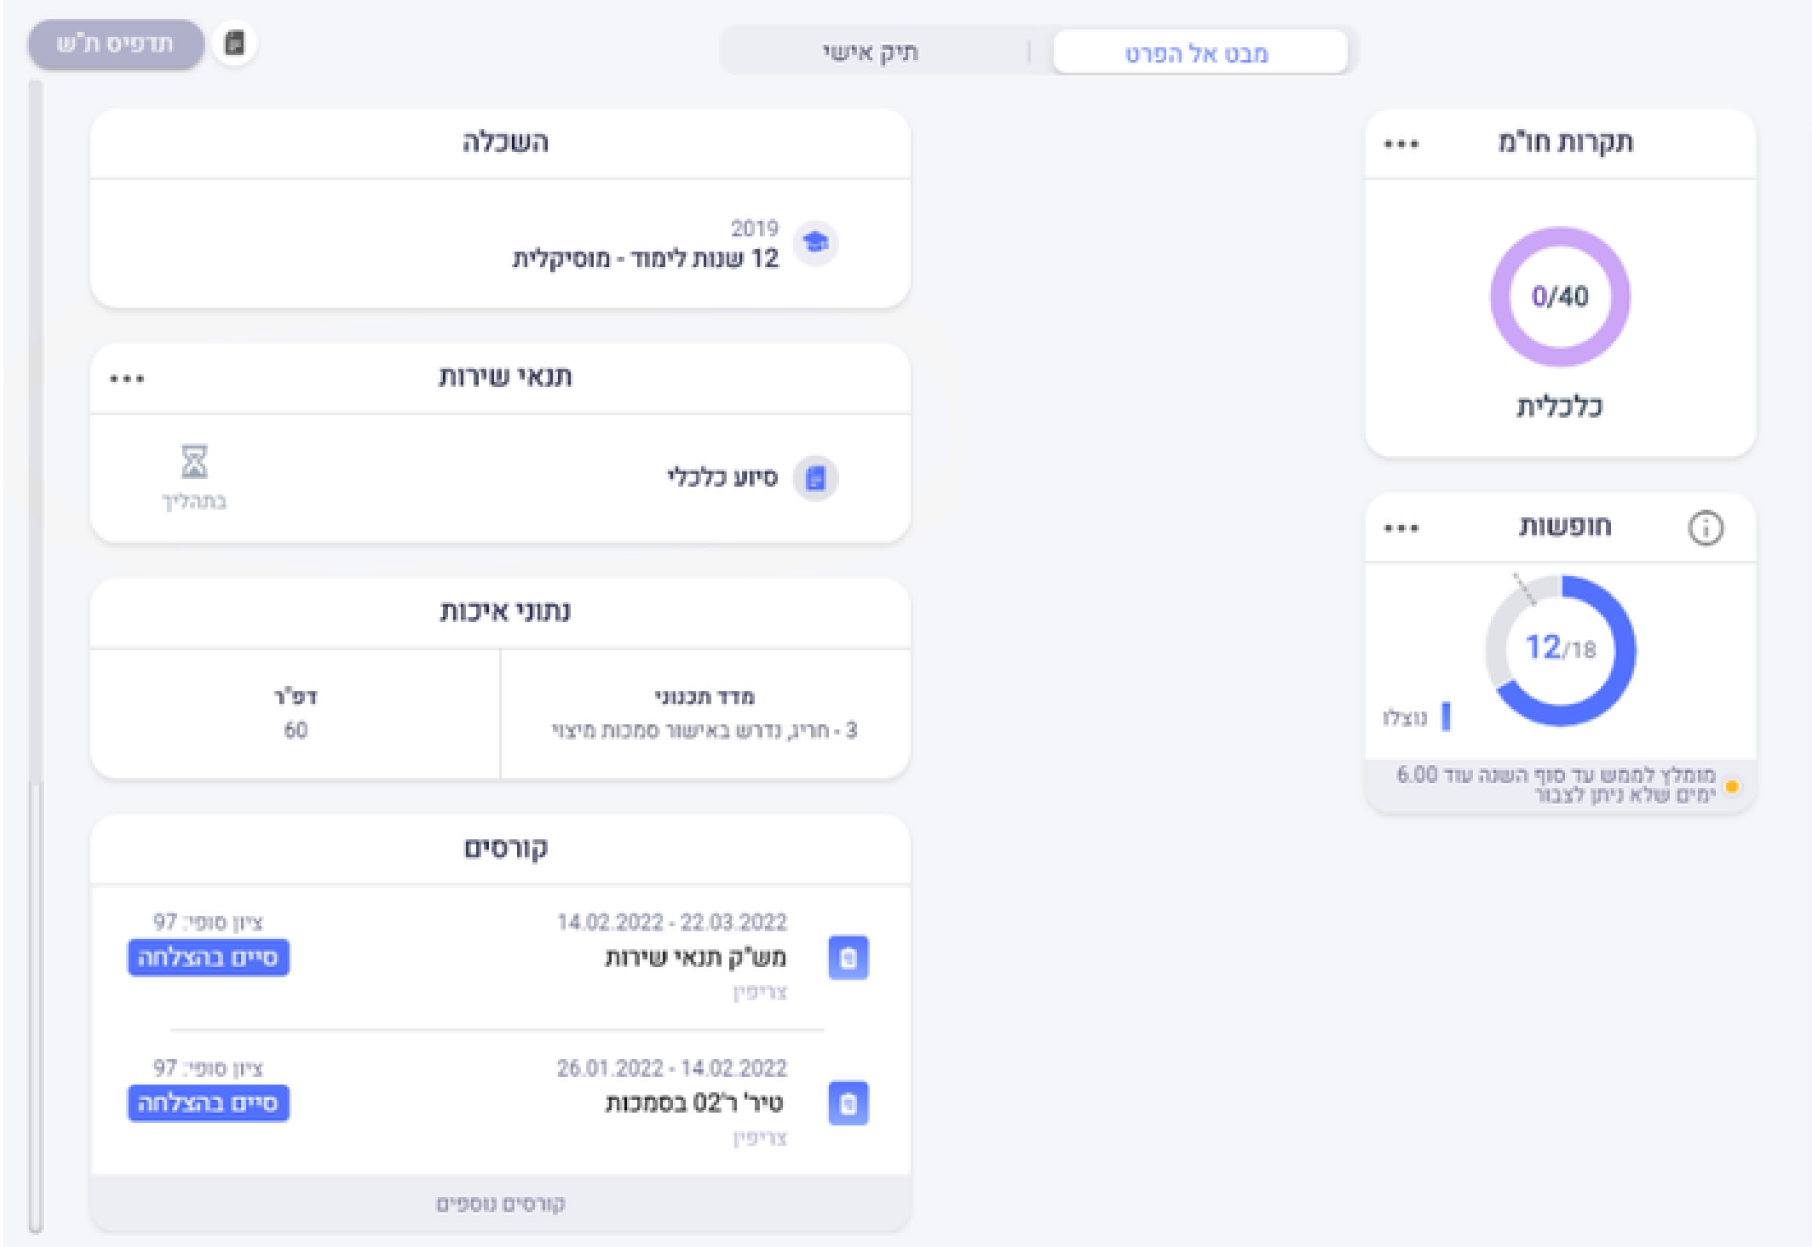 מבט אל הפרט
תיק אישי
תדפיס ת"ש
תקרות חו"מ
0/40
כלכלית
חופשות
12/18
נוצלו
מומלץ לממש עד סוף השנה עוד 6.00
ימים שלא ניתן לצבור
השכלה
2019
12 שנות לימוד - מוסיקלית
תנאי שירות
סיוע כלכלי
בתהליך
נתוני איכות
מדד תכנוני
3 - חריג, נדרש באישור סמכות מיצוי
דפ"ר
60
קורסים
14.02.2022 - 22.03.2022
מש"ק תנאי שירות
צריפין
ציון סופי: 97
סיים בהצלחה
26.01.2022 - 14.02.2022
טיר' ר'02 בסמכות
צריפין
ציון סופי: 97
סיים בהצלחה
קורסים נוספים